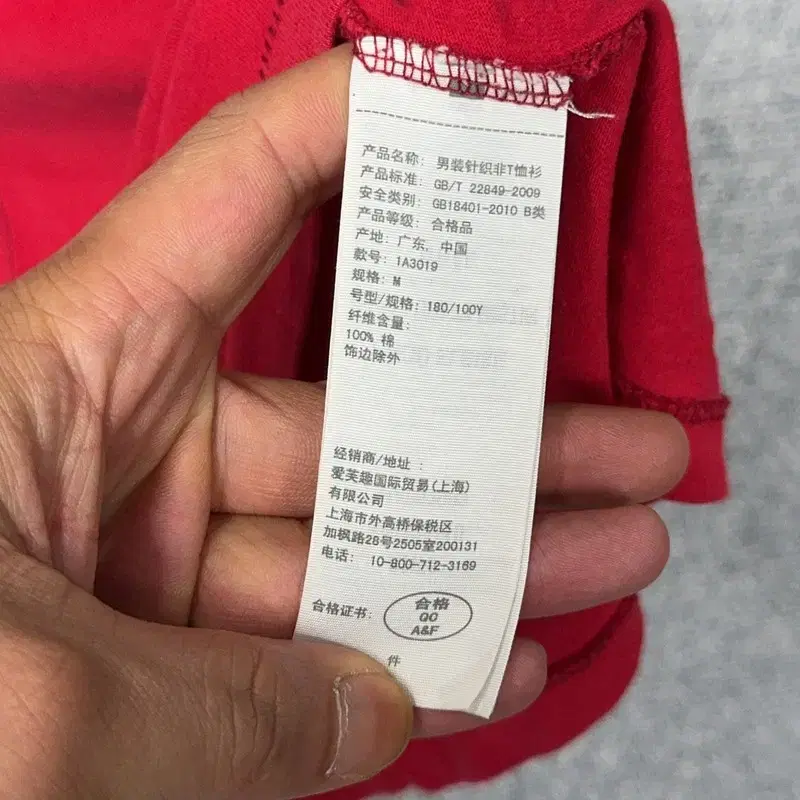 产品名称: 男装针织非T恤衫
产品标准: GB/T 22849-2009
安全类别: GB18401-2010 B类
产品等级: 合格品
产地: 广东, 中国
款号: 1A3019
规格: M
号型/规格: 180/100Y
纤维含量:
100% 棉
饰边除外
经销商/地址 :
爱芙趣国际贸易(上海)
有限公司
上海市外高桥保税区
加枫路28号2505室200131
电话: 10-800-712-3169
合格证书:
合格
QC
A&F
件